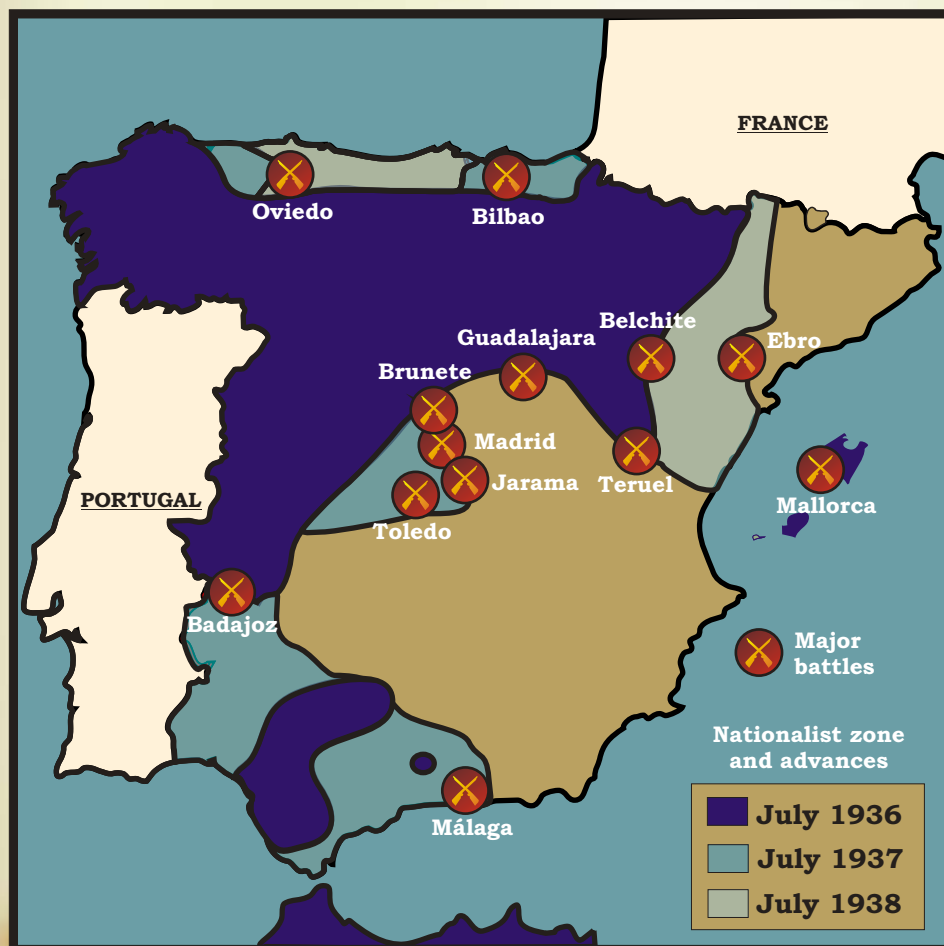 FRANCE
Oviedo
Bilbao
Belchite
Guadalajara
Ebro
Brunete
Madrid
Jarama
Teruel
PORTUGAL
Mallorca
Toledo
Badajoz
Major
battles
Nationalist zone
and advances
Málaga
July 1936
July 1937
July 1938